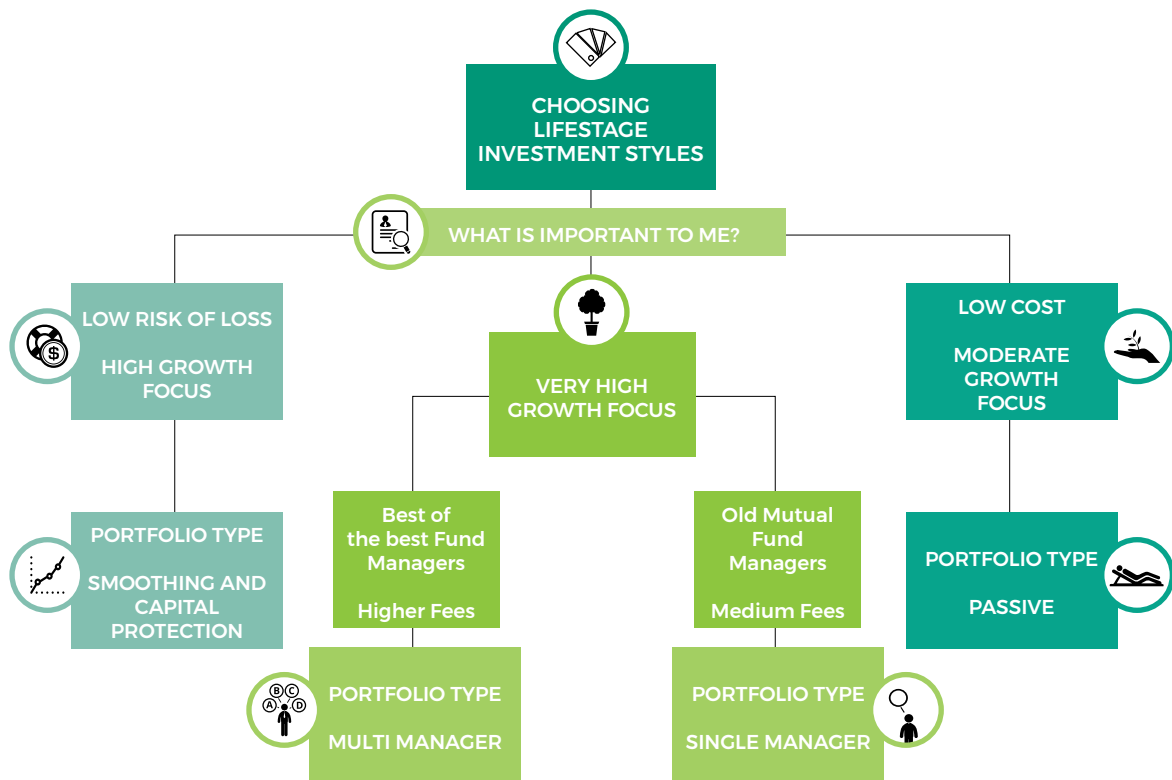 CHOOSING
LIFESTAGE
INVESTMENT STYLES
WHAT IS IMPORTANT TO ME?
LOW RISK OF LOSS
HIGH GROWTH
FOCUS
$
VERY HIGH
GROWTH FOCUS
LOW COST
MODERATE
GROWTH
FOCUS
PORTFOLIO TYPE
SMOOTHING AND
CAPITAL
PROTECTION
Best of
the best Fund
Managers
Higher Fees
Old Mutual
Fund
Managers
Medium Fees
PORTFOLIO TYPE
PASSIVE
B C
A D
PORTFOLIO TYPE
MULTI MANAGER
PORTFOLIO TYPE
SINGLE MANAGER